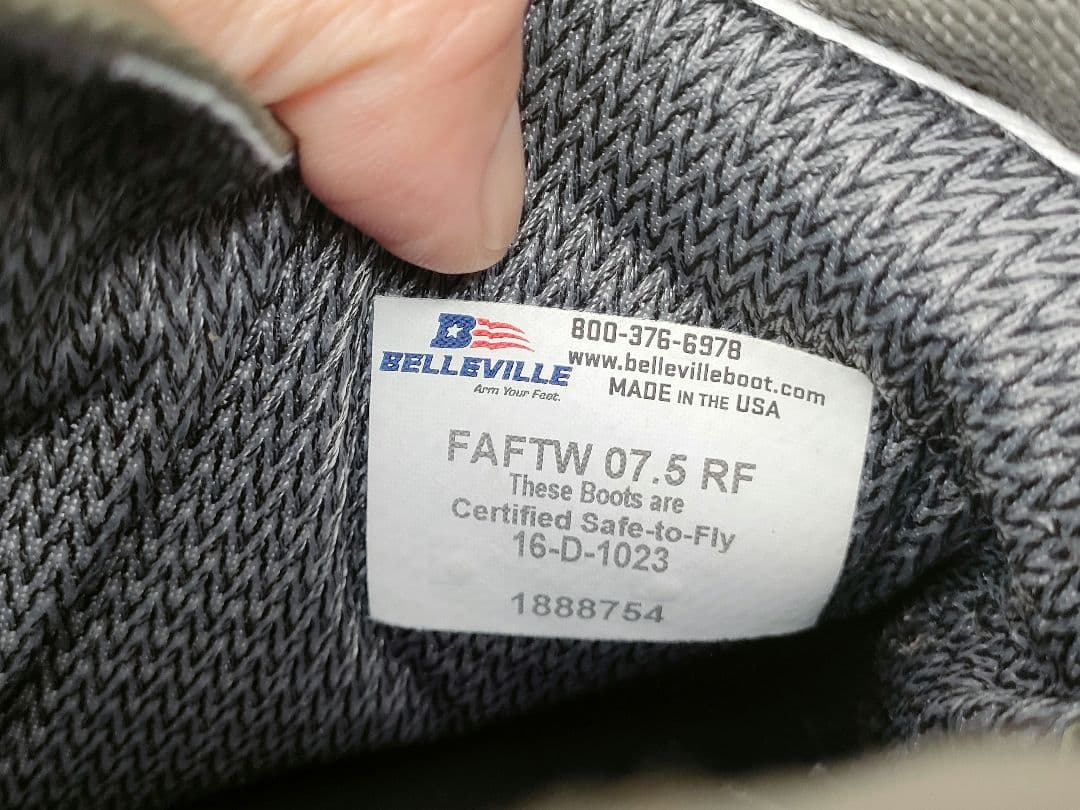 B
BELLEVILLE
Arm Your Feet.
800-376-6978
www.bellevilleboot.com
MADE IN THE USA
FAFTW 07.5 RF
These Boots are
Certified Safe-to-Fly
16-D-1023
1888754